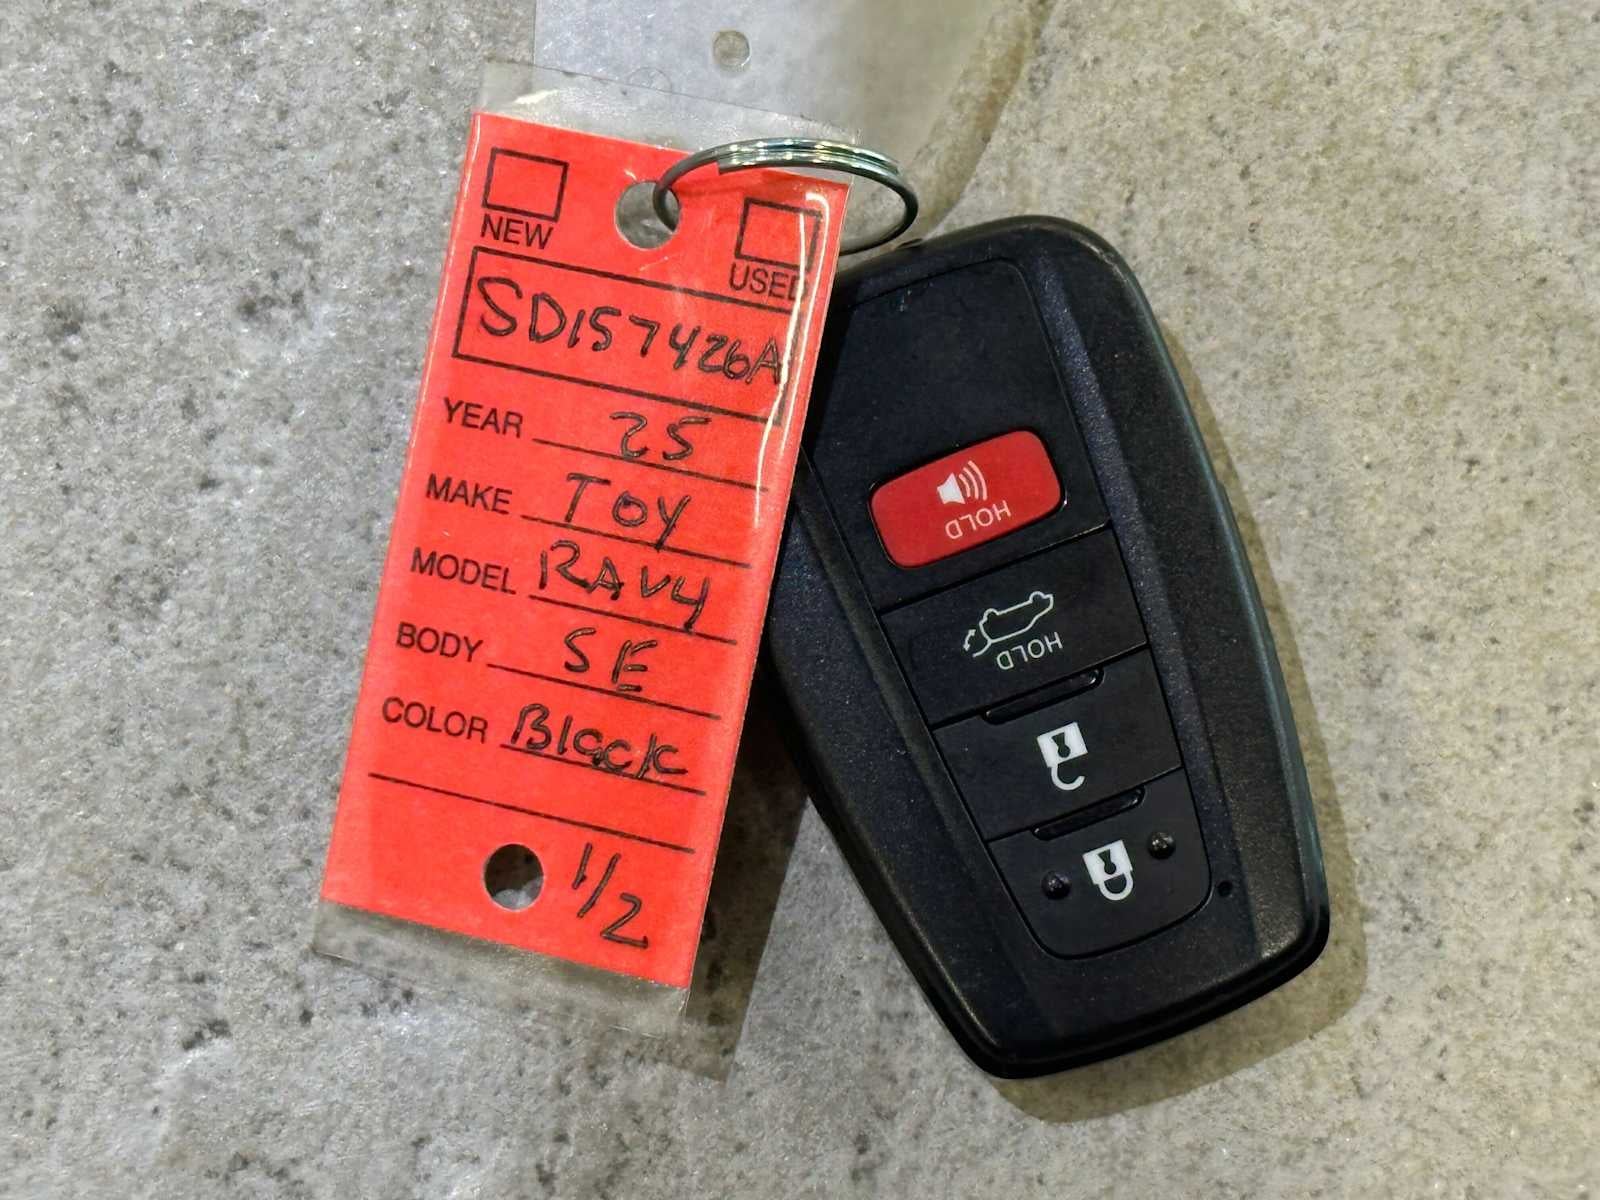 NEW
USED
SD157426A
YEAR 25
MAKE TOY
MODEL RAV4
BODY SE
COLOR Black
1/2
HOLD
HOLD